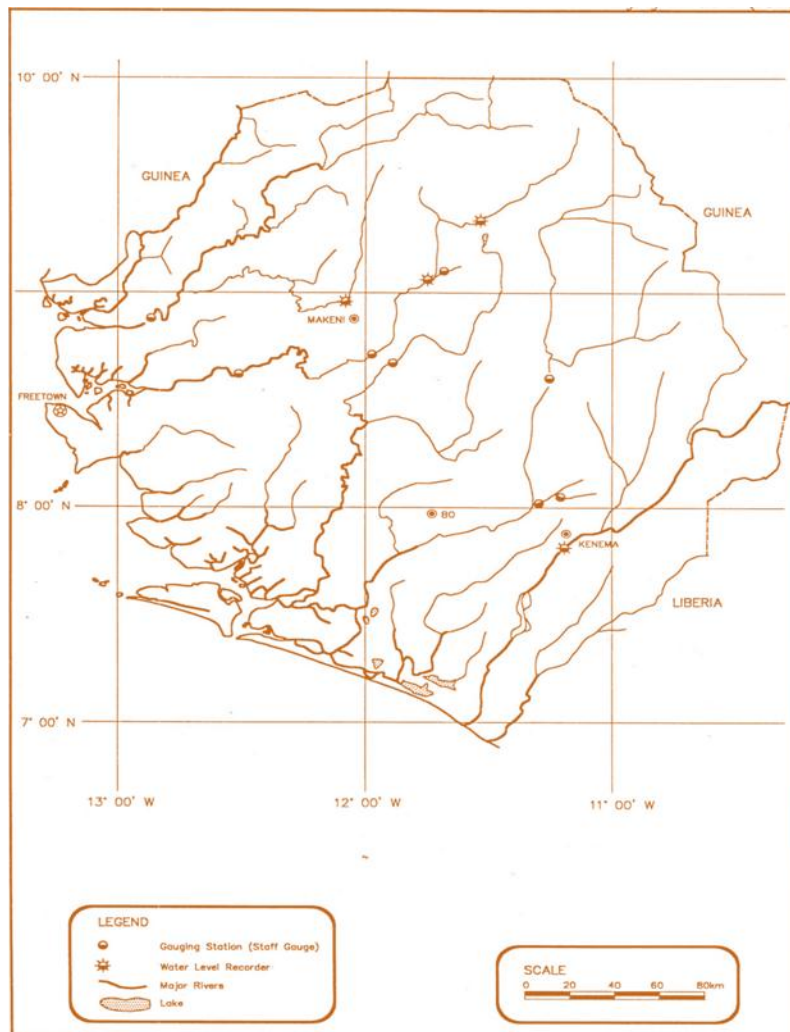 10° 00' N
GUINEA
GUINEA
MAKENI
FREETOWN
8° 00' N
BO
KENEMA
LIBERIA
7° 00' N
13° 00' W
12° 00' W
11° 00' W
LEGEND
Gauging Station (Staff Gauge)
Water Level Recorder
Major Rivers
Lake
SCALE
0 20 40 60 80km